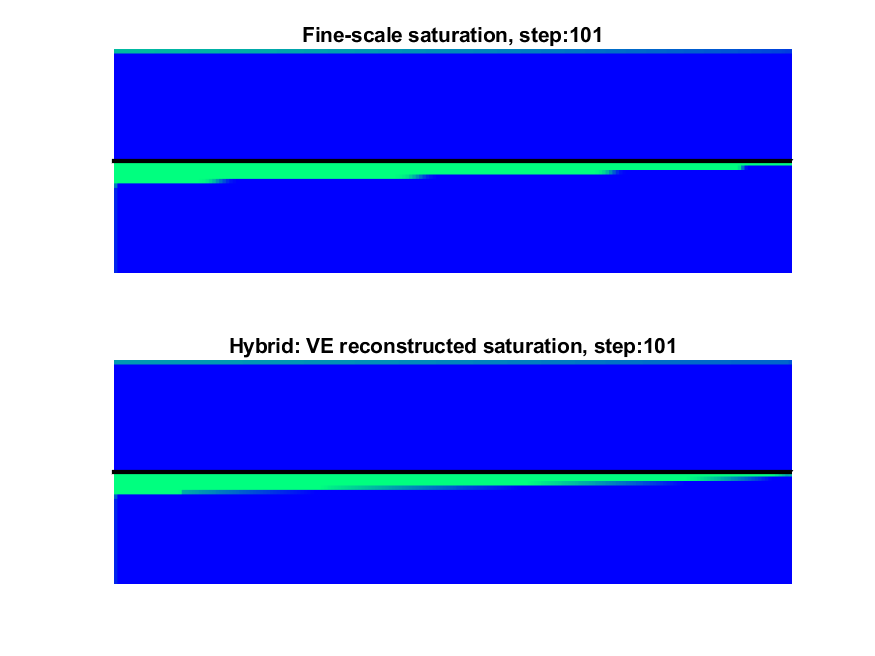 Fine-scale saturation, step:101
Hybrid: VE reconstructed saturation, step:101